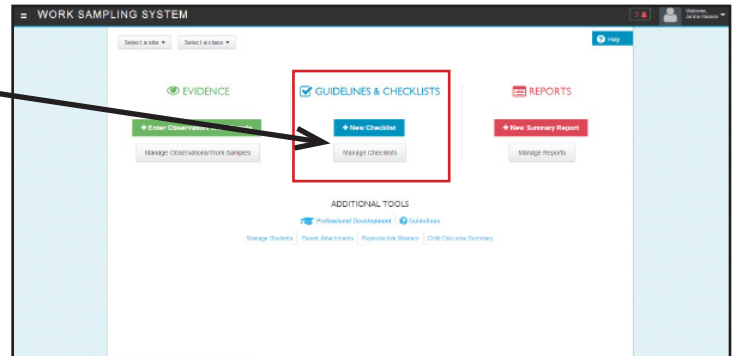 ≡ WORK SAMPLING SYSTEM 3 Welcome,
Select a site Select a class Help
EVIDENCE GUIDELINES & CHECKLISTS REPORTS
+ Enter Observations + New Checklist + New Summary Report
Manage Observations/Work Samples Manage Checklists Manage Reports
ADDITIONAL TOOLS
Professional Development Guidelines
Manage Students Parent Attachments Reproducible Masters Child Outcome Summary